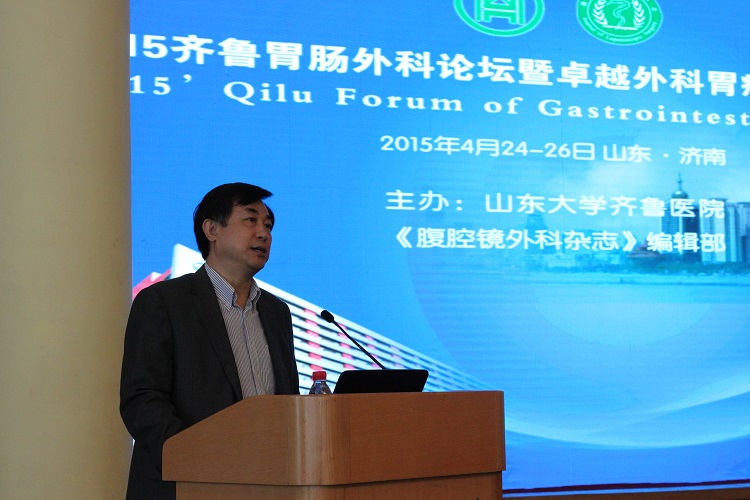 15齐鲁胃肠外科论坛暨卓越外科胃
15’ Qilu Forum of Gastrointest
2015年4月24-26日 山东·济南
主办：山东大学齐鲁医院
《腹腔镜外科杂志》编辑部